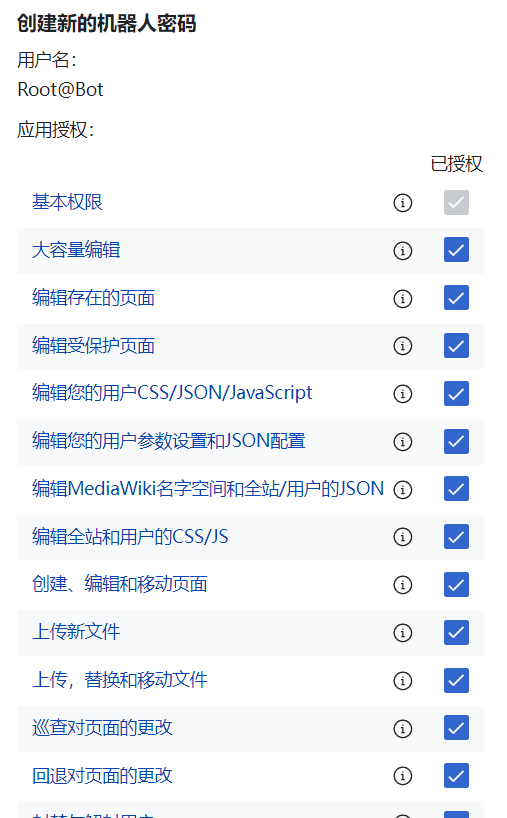 创建新的机器人密码
用户名：
Root@Bot
应用授权：
已授权
基本权限
大容量编辑
编辑存在的页面
编辑受保护页面
编辑您的用户CSS/JSON/JavaScript
编辑您的用户参数设置和JSON配置
编辑MediaWiki名字空间和全站/用户的JSON
编辑全站和用户的CSS/JS
创建、编辑和移动页面
上传新文件
上传，替换和移动文件
巡查对页面的更改
回退对页面的更改